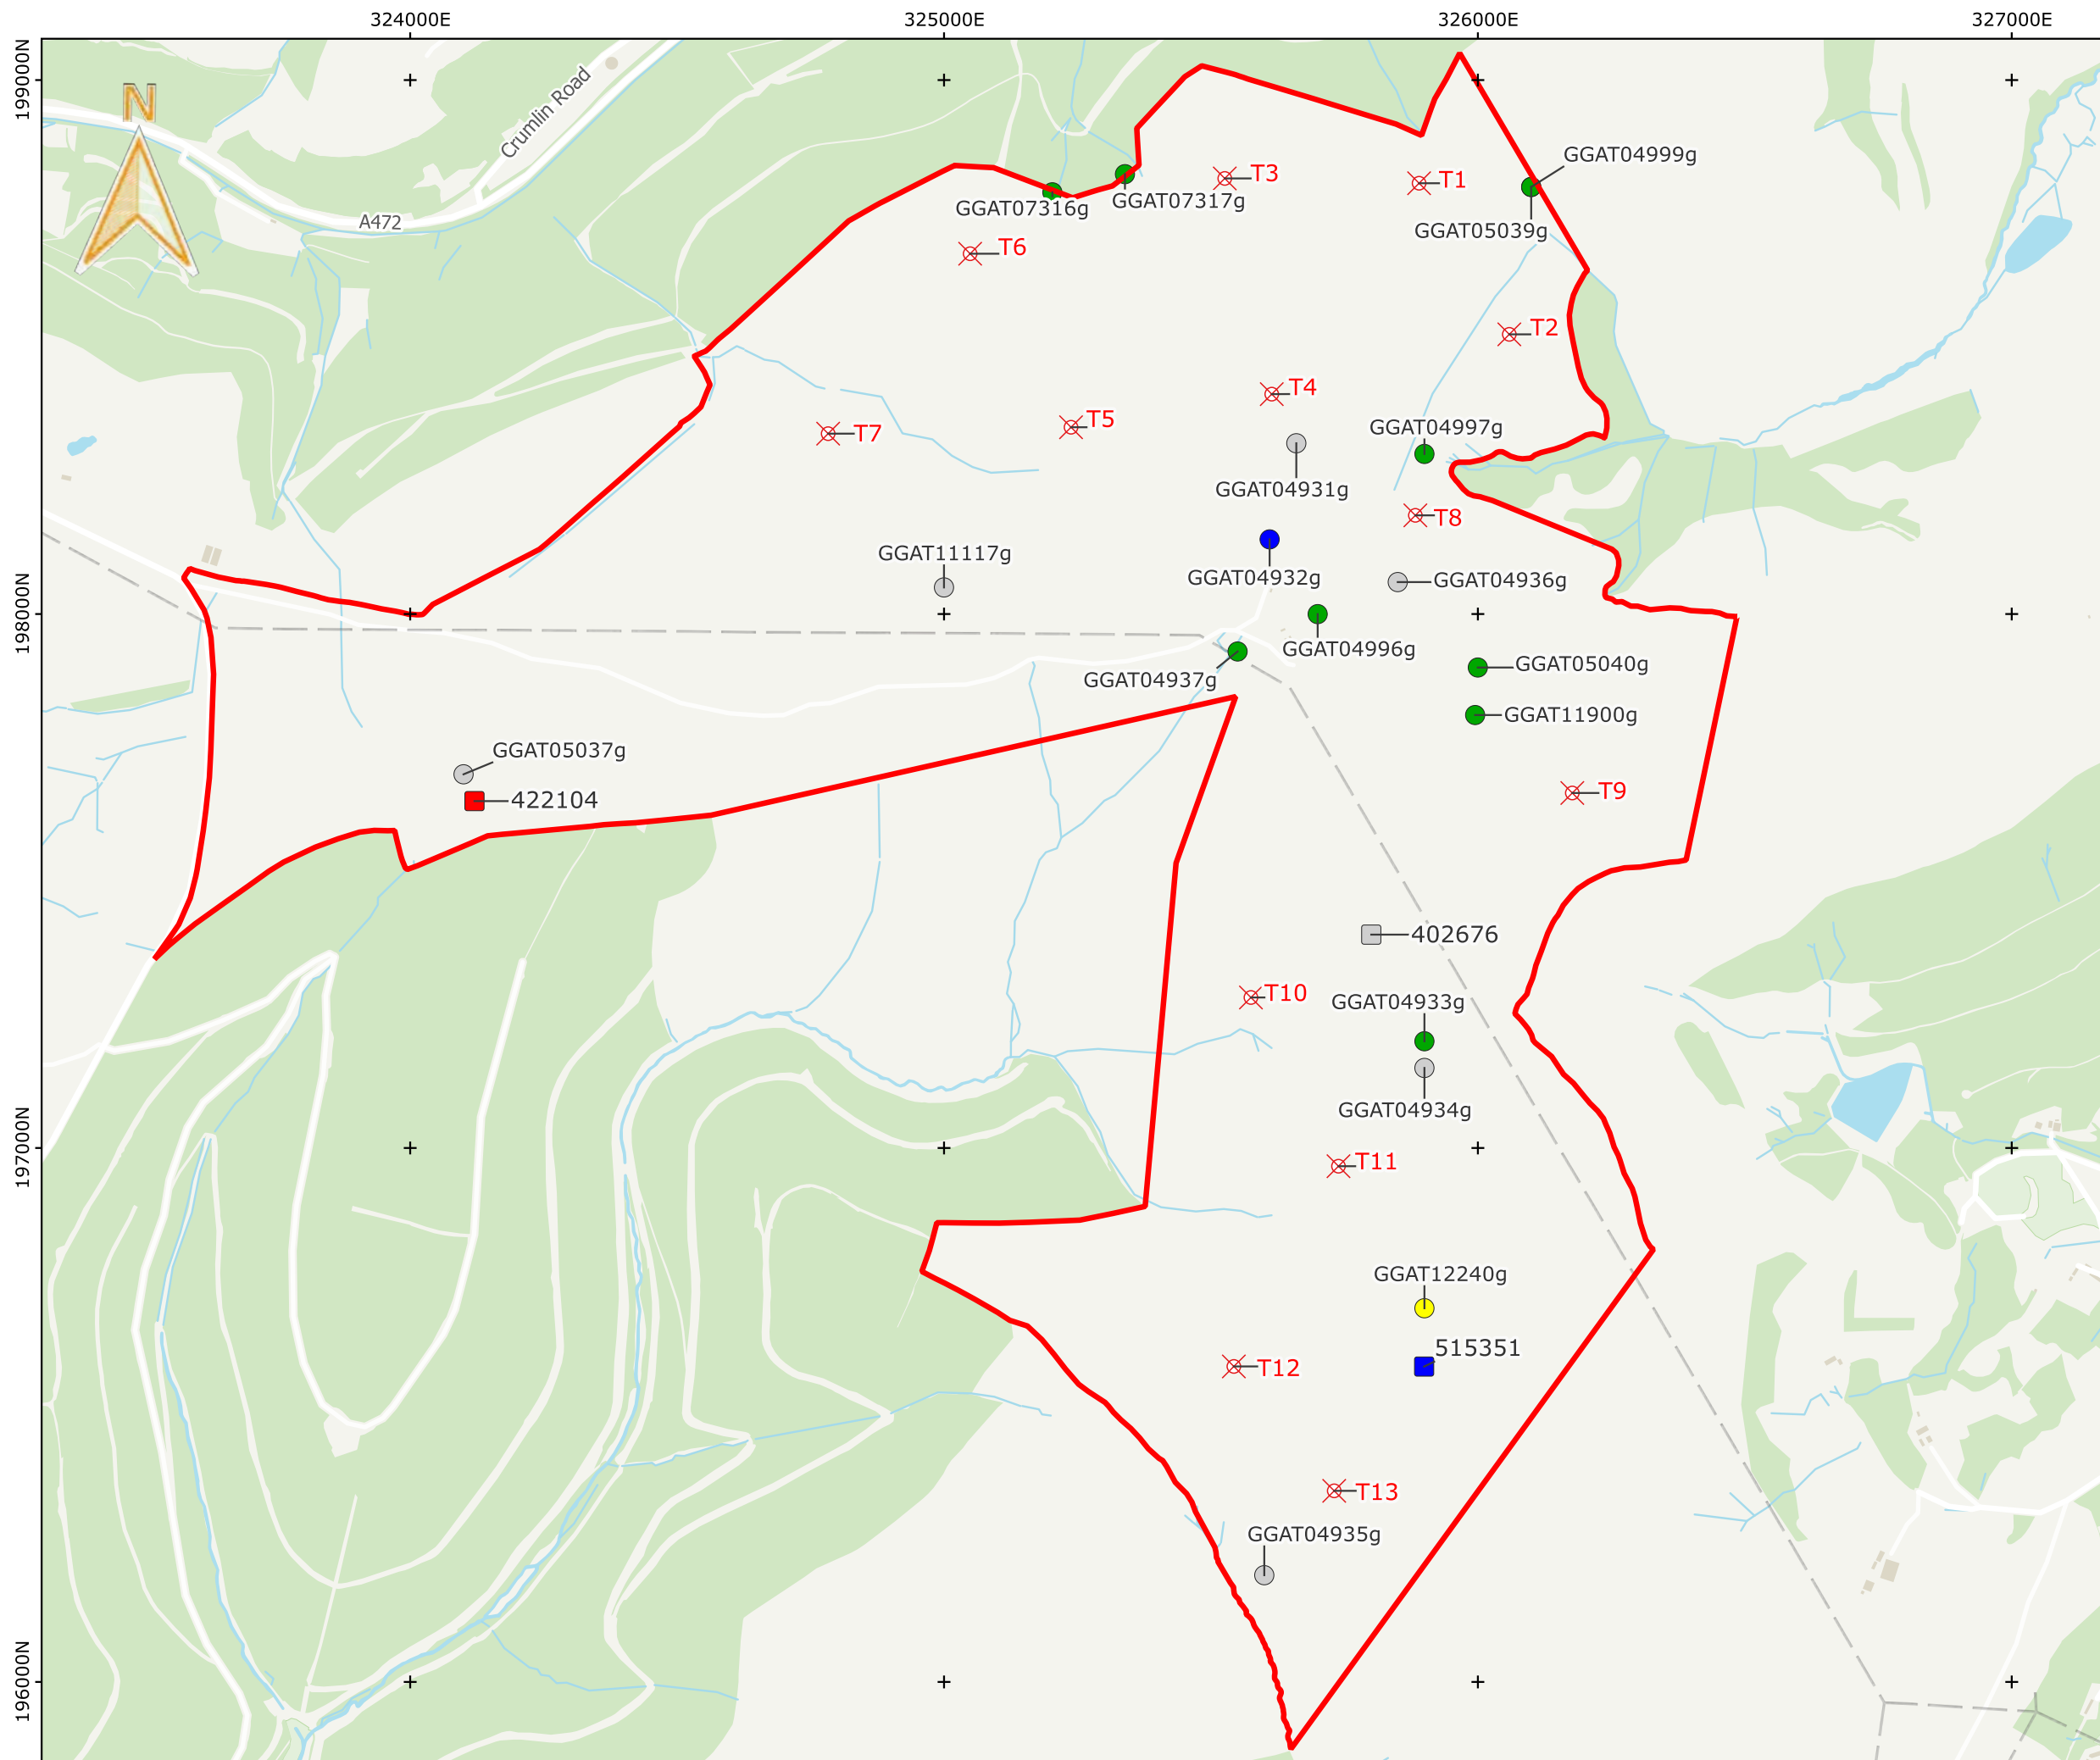 324000E 325000E 326000E 327000E
199000N
N
Crumlin Road
GGAT04999g
T3
T1
GGAT07317g
GGAT07316g
A472
GGAT05039g
T6
T2
T4
T5
GGAT04997g
T7
GGAT04931g
T8
GGAT11117g
GGAT04932g
GGAT04936g
198000N
GGAT04996g
GGAT05040g
GGAT04937g
GGAT11900g
GGAT05037g
T9
422104
402676
T10
GGAT04933g
GGAT04934g
197000N
T11
GGAT12240g
515351
T12
T13
GGAT04935g
196000N